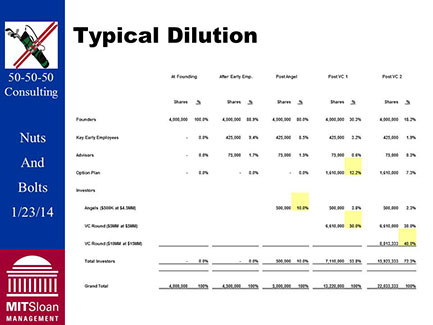 Typical Dilution
50-50-50
Consulting
Nuts
And
Bolts
1/23/14
MITSloan
MANAGEMENT
At Founding After Early Emp. Post Angel Post VC 1 Post VC 2
Shares % Shares % Shares % Shares % Shares %
Founders 4,000,000 100.0% 4,000,000 88.9% 4,000,000 80.0% 4,000,000 30.3% 4,000,000 18.2%
Key Early Employees - 0.0% 425,000 9.4% 425,000 8.5% 425,000 3.2% 425,000 1.9%
Advisors - 0.0% 75,000 1.7% 75,000 1.5% 75,000 0.6% 75,000 0.3%
Option Plan - 0.0% - 0.0% - 0.0% 1,610,000 12.2% 1,610,000 7.3%
Investors
Angels ($500K at $4.5MM) 500,000 10.0% 500,000 3.8% 500,000 2.3%
VC Round ($5MM at $5MM) 6,610,000 50.0% 6,610,000 30.0%
VC Round ($10MM at $15MM) 8,813,333 40.0%
Total Investors - 0.0% - 0.0% 500,000 10.0% 7,110,000 53.8% 15,923,333 72.3%
Grand Total 4,000,000 100% 4,500,000 100% 5,000,000 100% 13,220,000 100% 22,033,333 100%